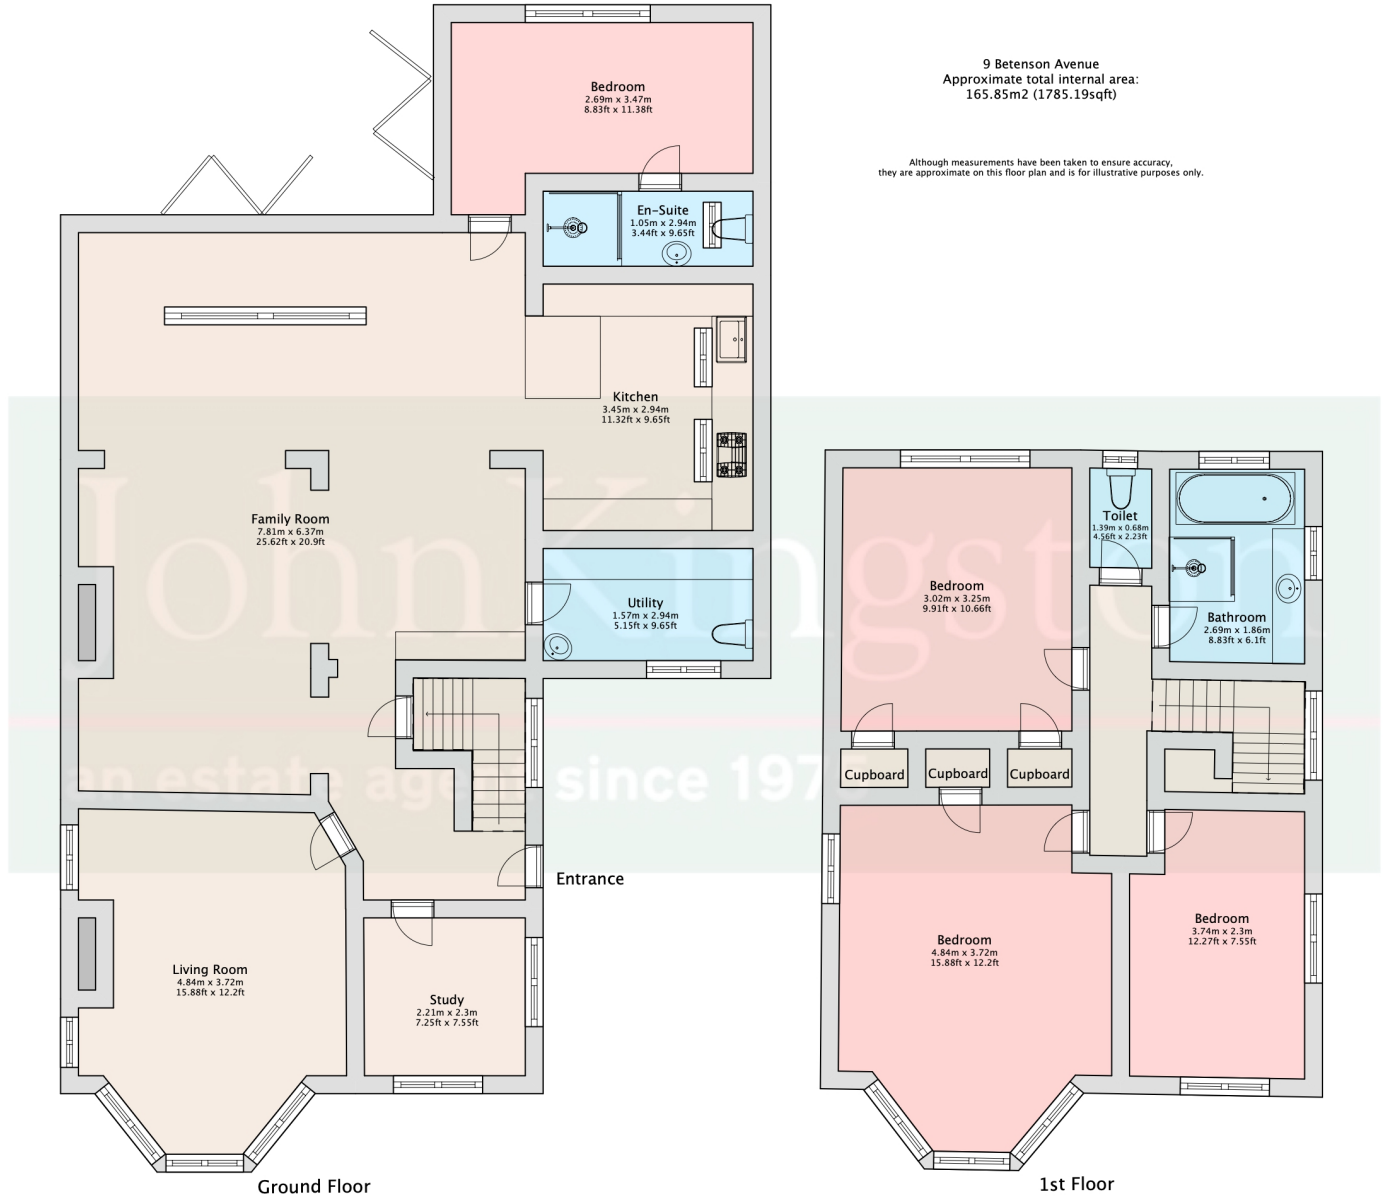 9 Betenson Avenue
Approximate total internal area:
165.85m2 (1785.19sqft)
Although measurements have been taken to ensure accuracy,
they are approximate on this floor plan and is for illustrative purposes only.
Bedroom
2.69m x 3.47m
8.83ft x 11.38ft
En-Suite
1.05m x 2.94m
3.44ft x 9.65ft
Kitchen
3.45m x 2.94m
11.32ft x 9.65ft
Family Room
7.81m x 6.37m
25.62ft x 20.9ft
Utility
1.57m x 2.94m
5.15ft x 9.65ft
Entrance
Living Room
4.84m x 3.72m
15.88ft x 12.2ft
Study
2.21m x 2.3m
7.25ft x 7.55ft
Ground Floor
Toilet
1.39m x 0.68m
4.56ft x 2.23ft
Bedroom
3.02m x 3.25m
9.91ft x 10.66ft
Bathroom
2.69m x 1.86m
8.83ft x 6.1ft
Cupboard
Cupboard
Cupboard
Bedroom
4.84m x 3.72m
15.88ft x 12.2ft
Bedroom
3.74m x 2.3m
12.27ft x 7.55ft
1st Floor
JohnKingston
an estate agent since 1975